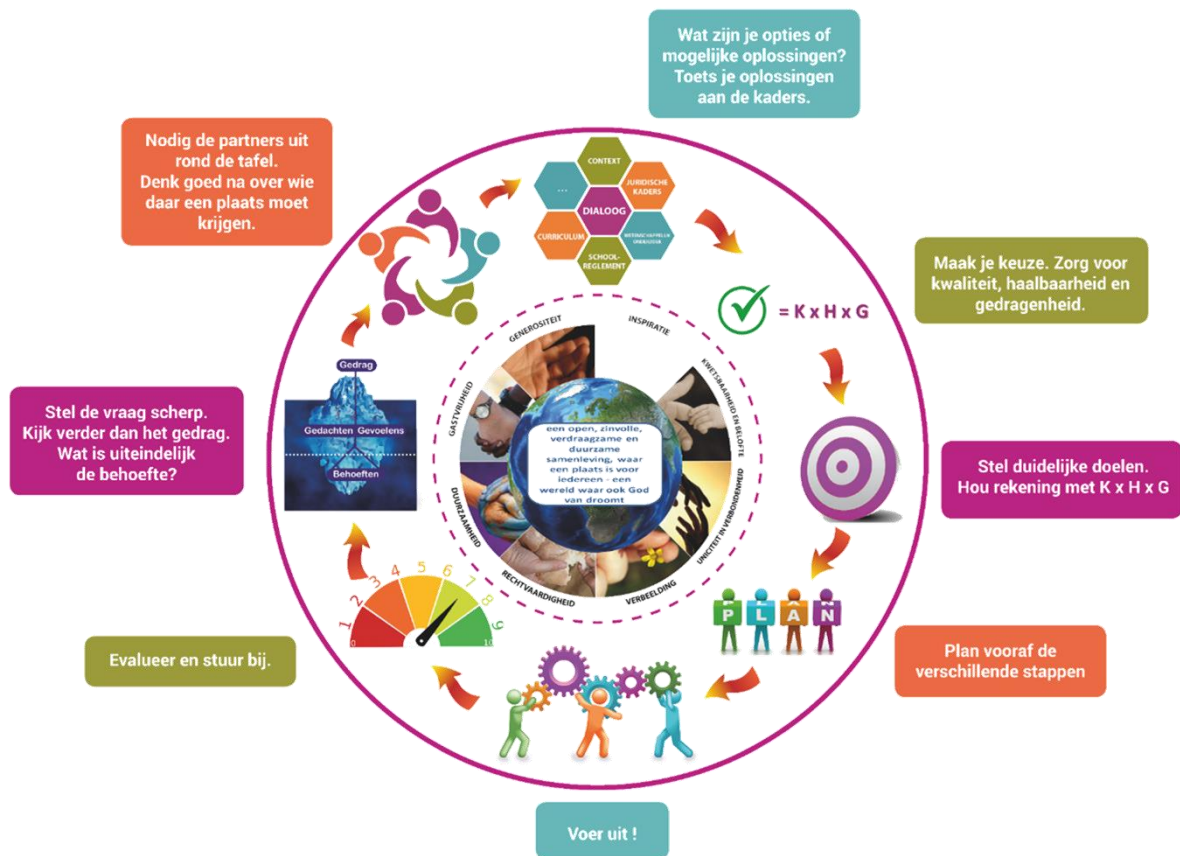 Wat zijn je opties of
mogelijke oplossingen?
Toets je oplossingen
aan de kaders.
Nodig de partners uit
rond de tafel.
Denk goed na over wie
daar een plaats moet
krijgen.
CONTEXT
...
JURIDISCHE
KADERS
DIALOOG
CURRICULUM
WETENSCHAPPELIJK
ONDERZOEK
SCHOOL-
REGLEMENT
Maak je keuze. Zorg voor
kwaliteit, haalbaarheid en
gedragenheid.
= K x H x G
GENEROSITEIT
INSPIRATIE
KWETSBAARHEID EN BELOFTE
UNICITEIT IN VERBONDENHEID
VERBEELDING
RECHTVAARDIGHEID
DUURZAAMHEID
GASTVRIJHEID
een open, zinvolle,
verdraagzame en
duurzame
samenleving, waar
een plaats is voor
iedereen - een
wereld waar ook God
van droomt
Gedrag
Gedachten Gevoelens
Behoeften
Stel de vraag scherp.
Kijk verder dan het gedrag.
Wat is uiteindelijk
de behoefte?
Stel duidelijke doelen.
Hou rekening met K x H x G
1 2 3 4 5 6 7 8 9
0 10
PLAN
Plan vooraf de
verschillende stappen
Evalueer en stuur bij.
Voer uit !